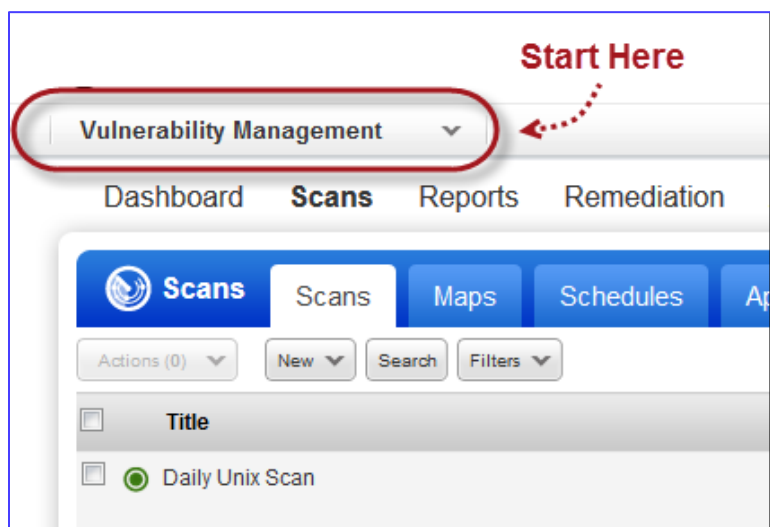 Start Here
Vulnerability Management
Dashboard Scans Reports Remediation
Scans Scans Maps Schedules
Actions (0) New Search Filters
Title
Daily Unix Scan